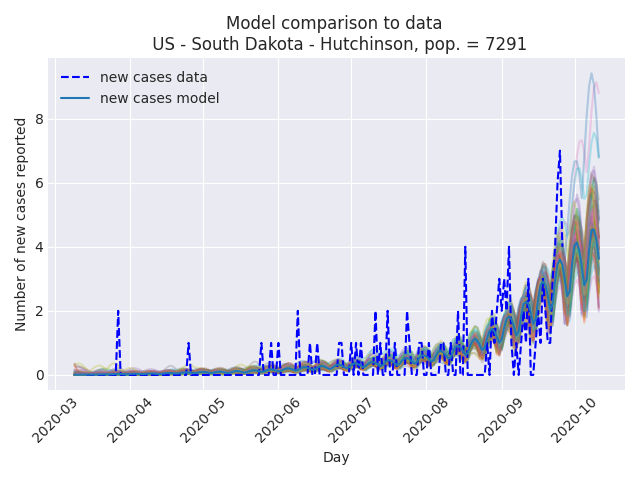 Model comparison to data
US - South Dakota - Hutchinson, pop. = 7291
new cases data
new cases model
Number of new cases reported
8
6
4
2
0
2020-03
2020-04
2020-05
2020-06
2020-07
2020-08
2020-09
2020-10
Day